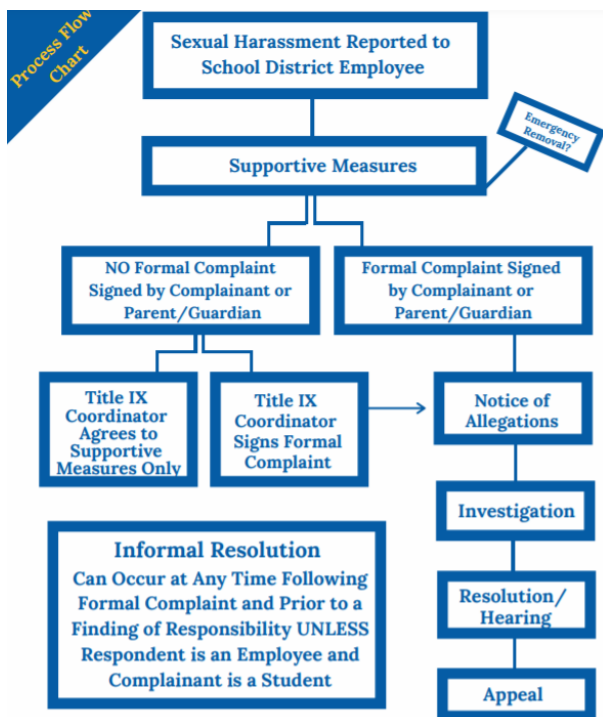 Process Flow
Chart
Sexual Harassment Reported to
School District Employee
Emergency
Removal?
Supportive Measures
NO Formal Complaint
Signed by Complainant or
Parent/Guardian
Formal Complaint Signed
by Complainant or
Parent/Guardian
Title IX
Coordinator
Agrees to
Supportive
Measures Only
Title IX
Coordinator
Signs Formal
Complaint
Notice of
Allegations
Investigation
Informal Resolution
Can Occur at Any Time Following
Formal Complaint and Prior to a
Finding of Responsibility UNLESS
Respondent is an Employee and
Complainant is a Student
Resolution/
Hearing
Appeal